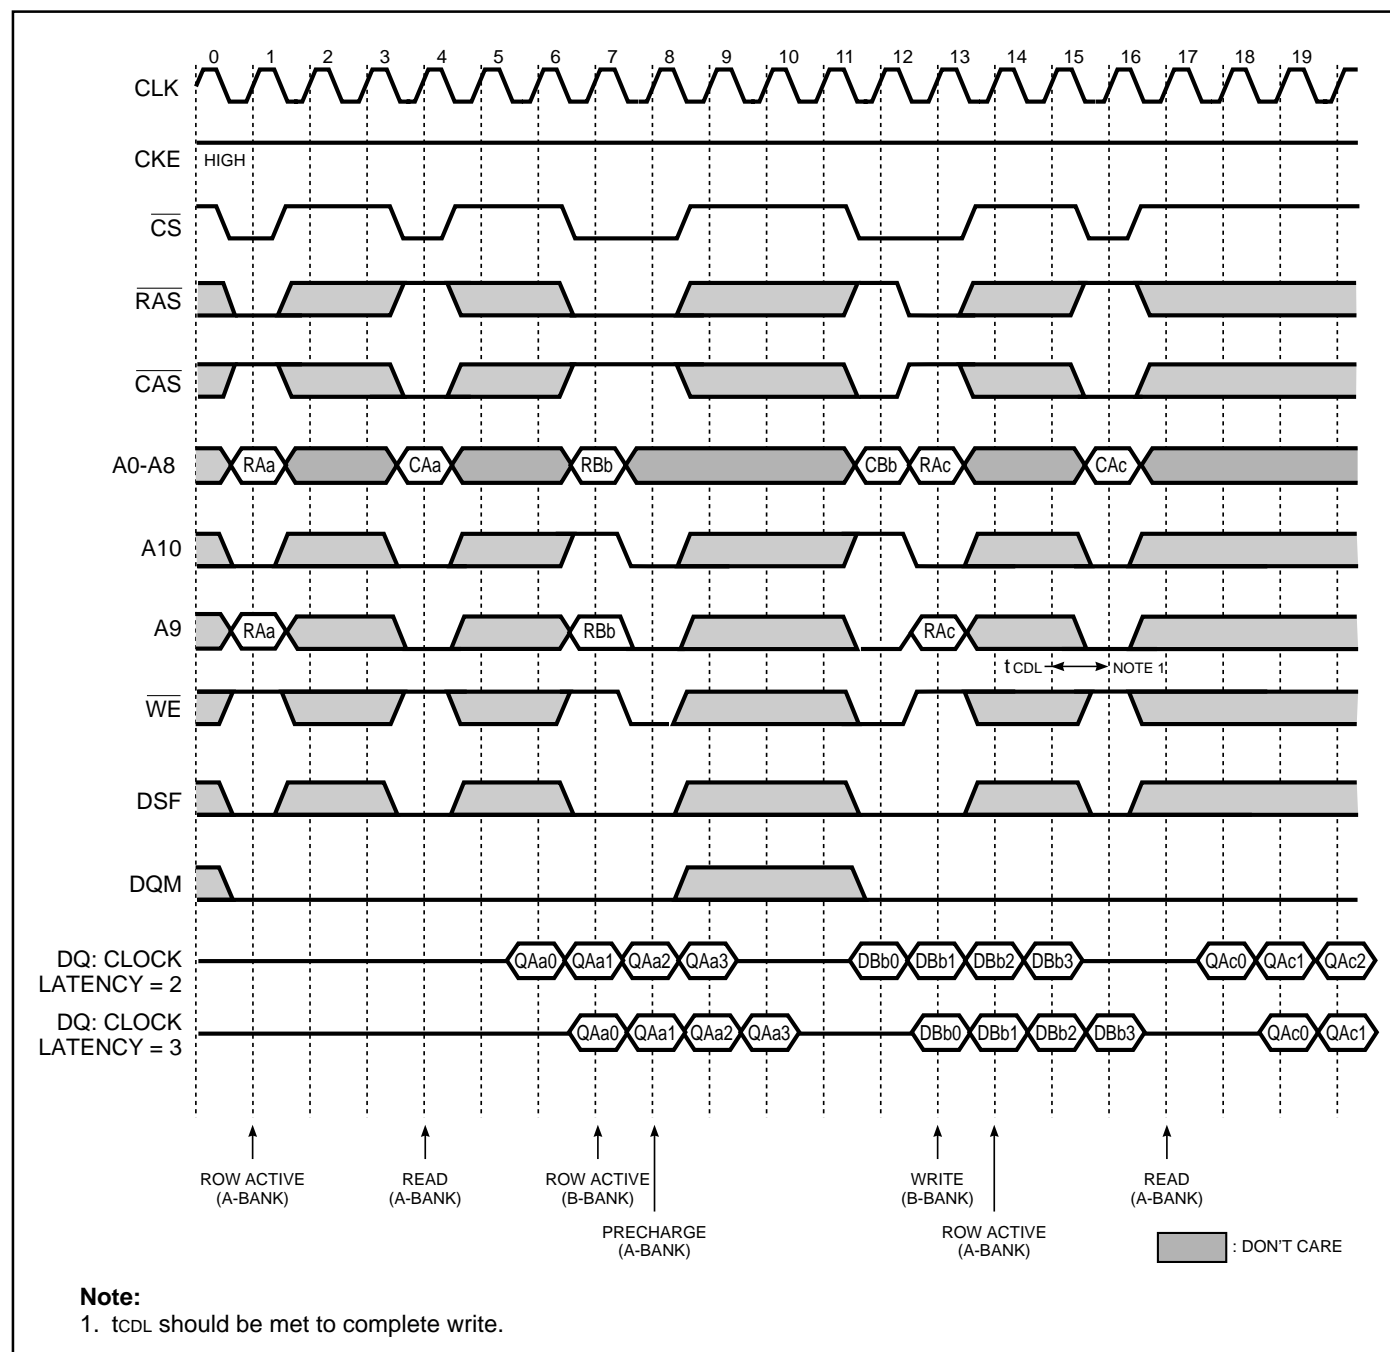 0 1 2 3 4 5 6 7 8 9 10 11 12 13 14 15 16 17 18 19
CLK
CKE HIGH
CS
RAS
CAS
A0-A8 RAa CAa RBb CBb RAc CAc
A10
A9 RAa RBb RAc
tCDL NOTE 1
WE
DSF
DQM
DQ: CLOCK
LATENCY = 2
QAa0 QAa1 QAa2 QAa3 DBb0 DBb1 DBb2 DBb3 QAc0 QAc1 QAc2
DQ: CLOCK
LATENCY = 3
QAa0 QAa1 QAa2 QAa3 DBb0 DBb1 DBb2 DBb3 QAc0 QAc1
ROW ACTIVE
(A-BANK)
READ
(A-BANK)
ROW ACTIVE
(B-BANK)
PRECHARGE
(A-BANK)
WRITE
(B-BANK)
ROW ACTIVE
(A-BANK)
READ
(A-BANK)
: DON'T CARE
Note:
1. tCDL should be met to complete write.